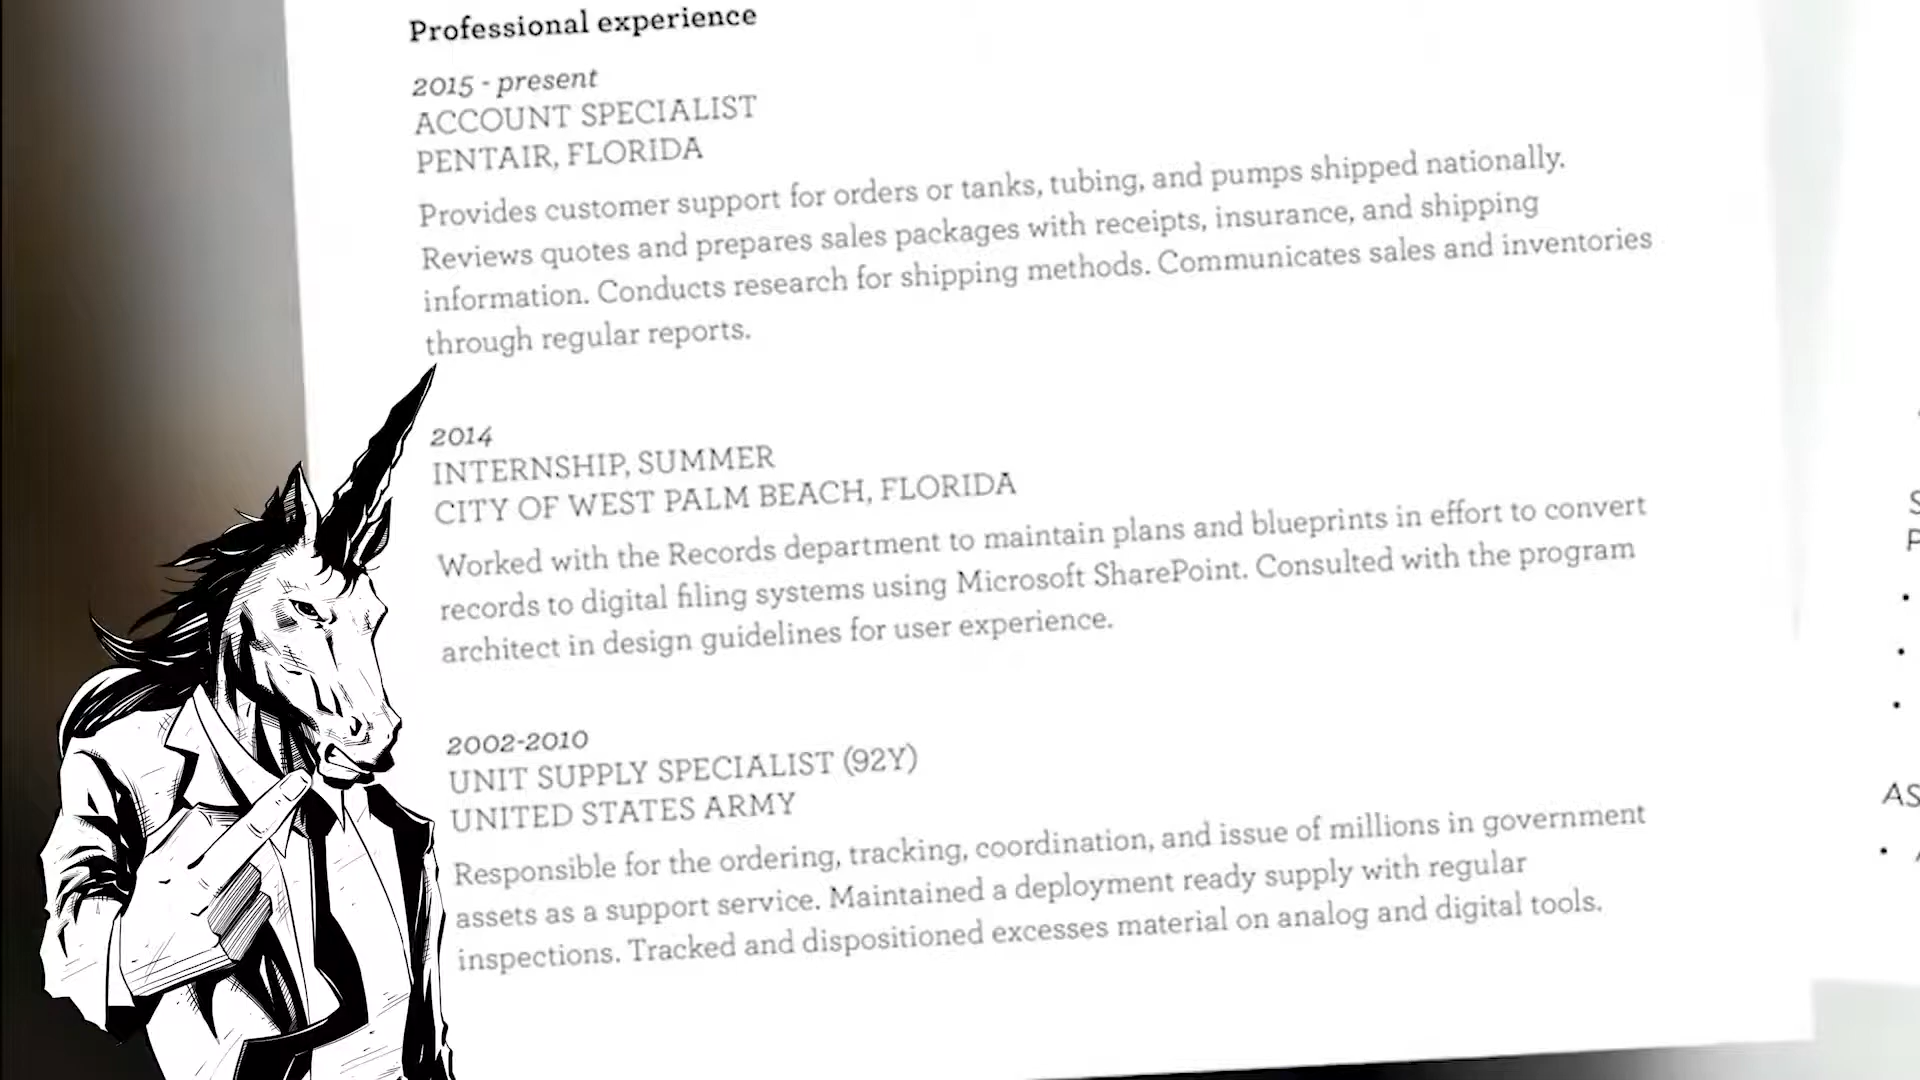 Professional experience
2015 - present
ACCOUNT SPECIALIST
PENTAIR, FLORIDA
Provides customer support for orders or tanks, tubing, and pumps shipped nationally.
Reviews quotes and prepares sales packages with receipts, insurance, and shipping
information. Conducts research for shipping methods. Communicates sales and inventories
through regular reports.
2014
INTERNSHIP, SUMMER
CITY OF WEST PALM BEACH, FLORIDA
Worked with the Records department to maintain plans and blueprints in effort to convert
records to digital filing systems using Microsoft SharePoint. Consulted with the program
architect in design guidelines for user experience.
2002-2010
UNIT SUPPLY SPECIALIST (92Y)
UNITED STATES ARMY
Responsible for the ordering, tracking, coordination, and issue of millions in government
assets as a support service. Maintained a deployment ready supply with regular
inspections. Tracked and dispositioned excesses material on analog and digital tools.